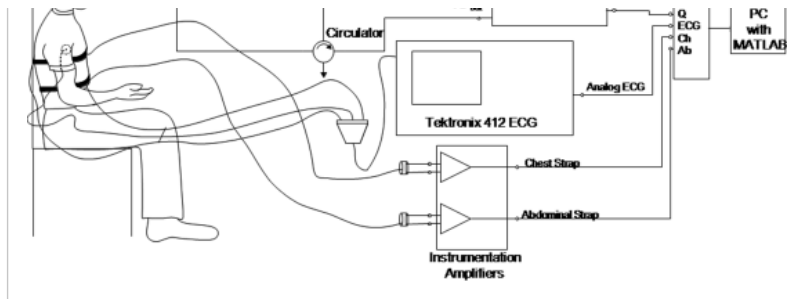 Circulator
Q
ECG
Ch
Ab
PC
with
MATLAB
Analog ECG
Tektronix 412 ECG
Chest Strap
Abdominal Strap
Instrumentation
Amplifiers